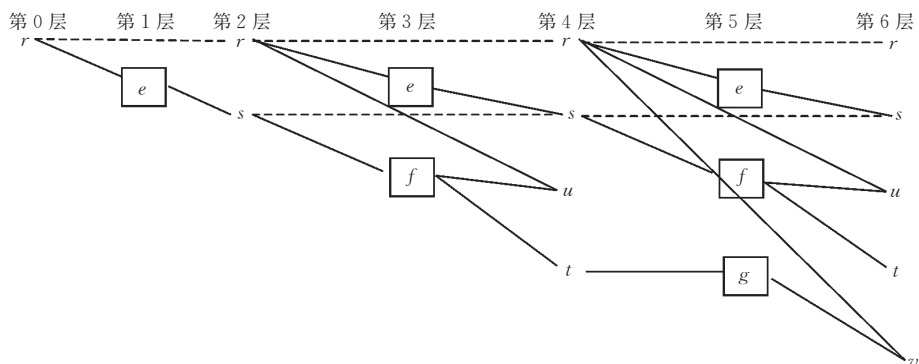 第0层 第1层 第2层 第3层 第4层 第5层 第6层
r r r r
e e e
s s s
f f
u u
t t
g